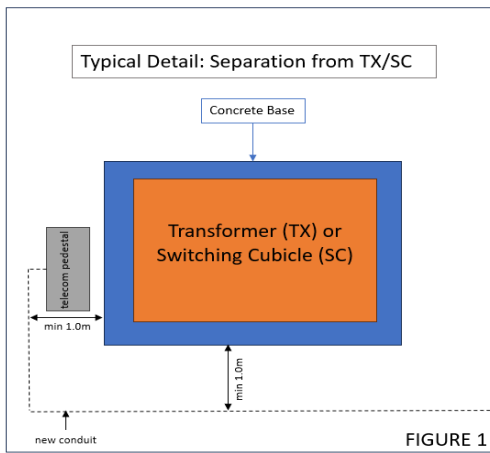 Typical Detail: Separation from TX/SC
Concrete Base
Transformer (TX) or
Switching Cubicle (SC)
telecom pedestal
min 1.0m
min 1.0m
new conduit
FIGURE 1